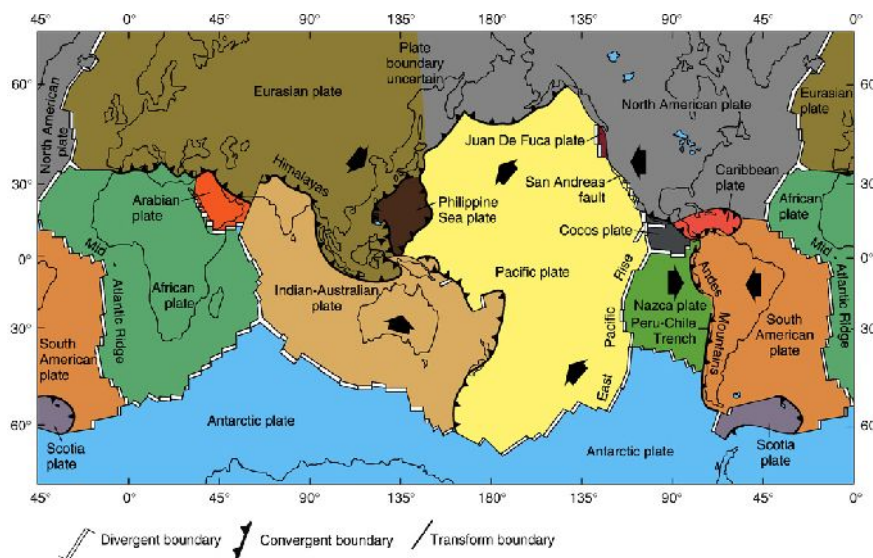 45° 0° 45° 90° 135° 180° 135° 90° 45° 0°
60° 60°
30° 30°
0° 0°
30° 30°
60° 60°
45° 0° 45° 90° 135° 180° 135° 90° 45° 0°
North American
plate
Eurasian plate
Plate
boundary
uncertain
North American plate
Eurasian
plate
Juan De Fuca plate
San Andreas
fault
Caribbean
plate
Himalayas
Arabian
plate
Philippine
Sea plate
African
plate
Cocos plate
Mid - Atlantic Ridge
African
plate
Indian-Australian
plate
Pacific plate
East Pacific Rise
Nazca plate
Peru-Chile
Trench
Andes Mountains
Mid - Atlantic Ridge
South
American
plate
South
American
plate
Scotia
plate
Antarctic plate
Antarctic plate
Scotia
plate
Divergent boundary
Convergent boundary
Transform boundary